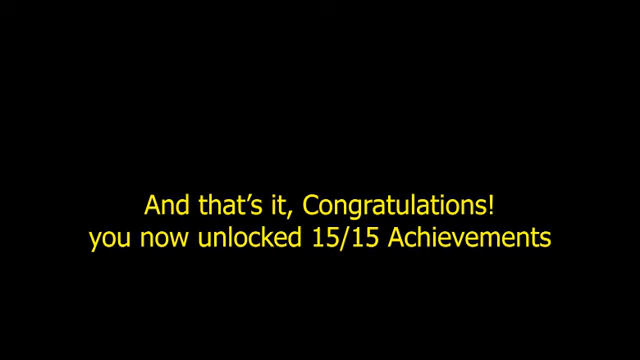 And that’s it, Congratulations!
you now unlocked 15/15 Achievements